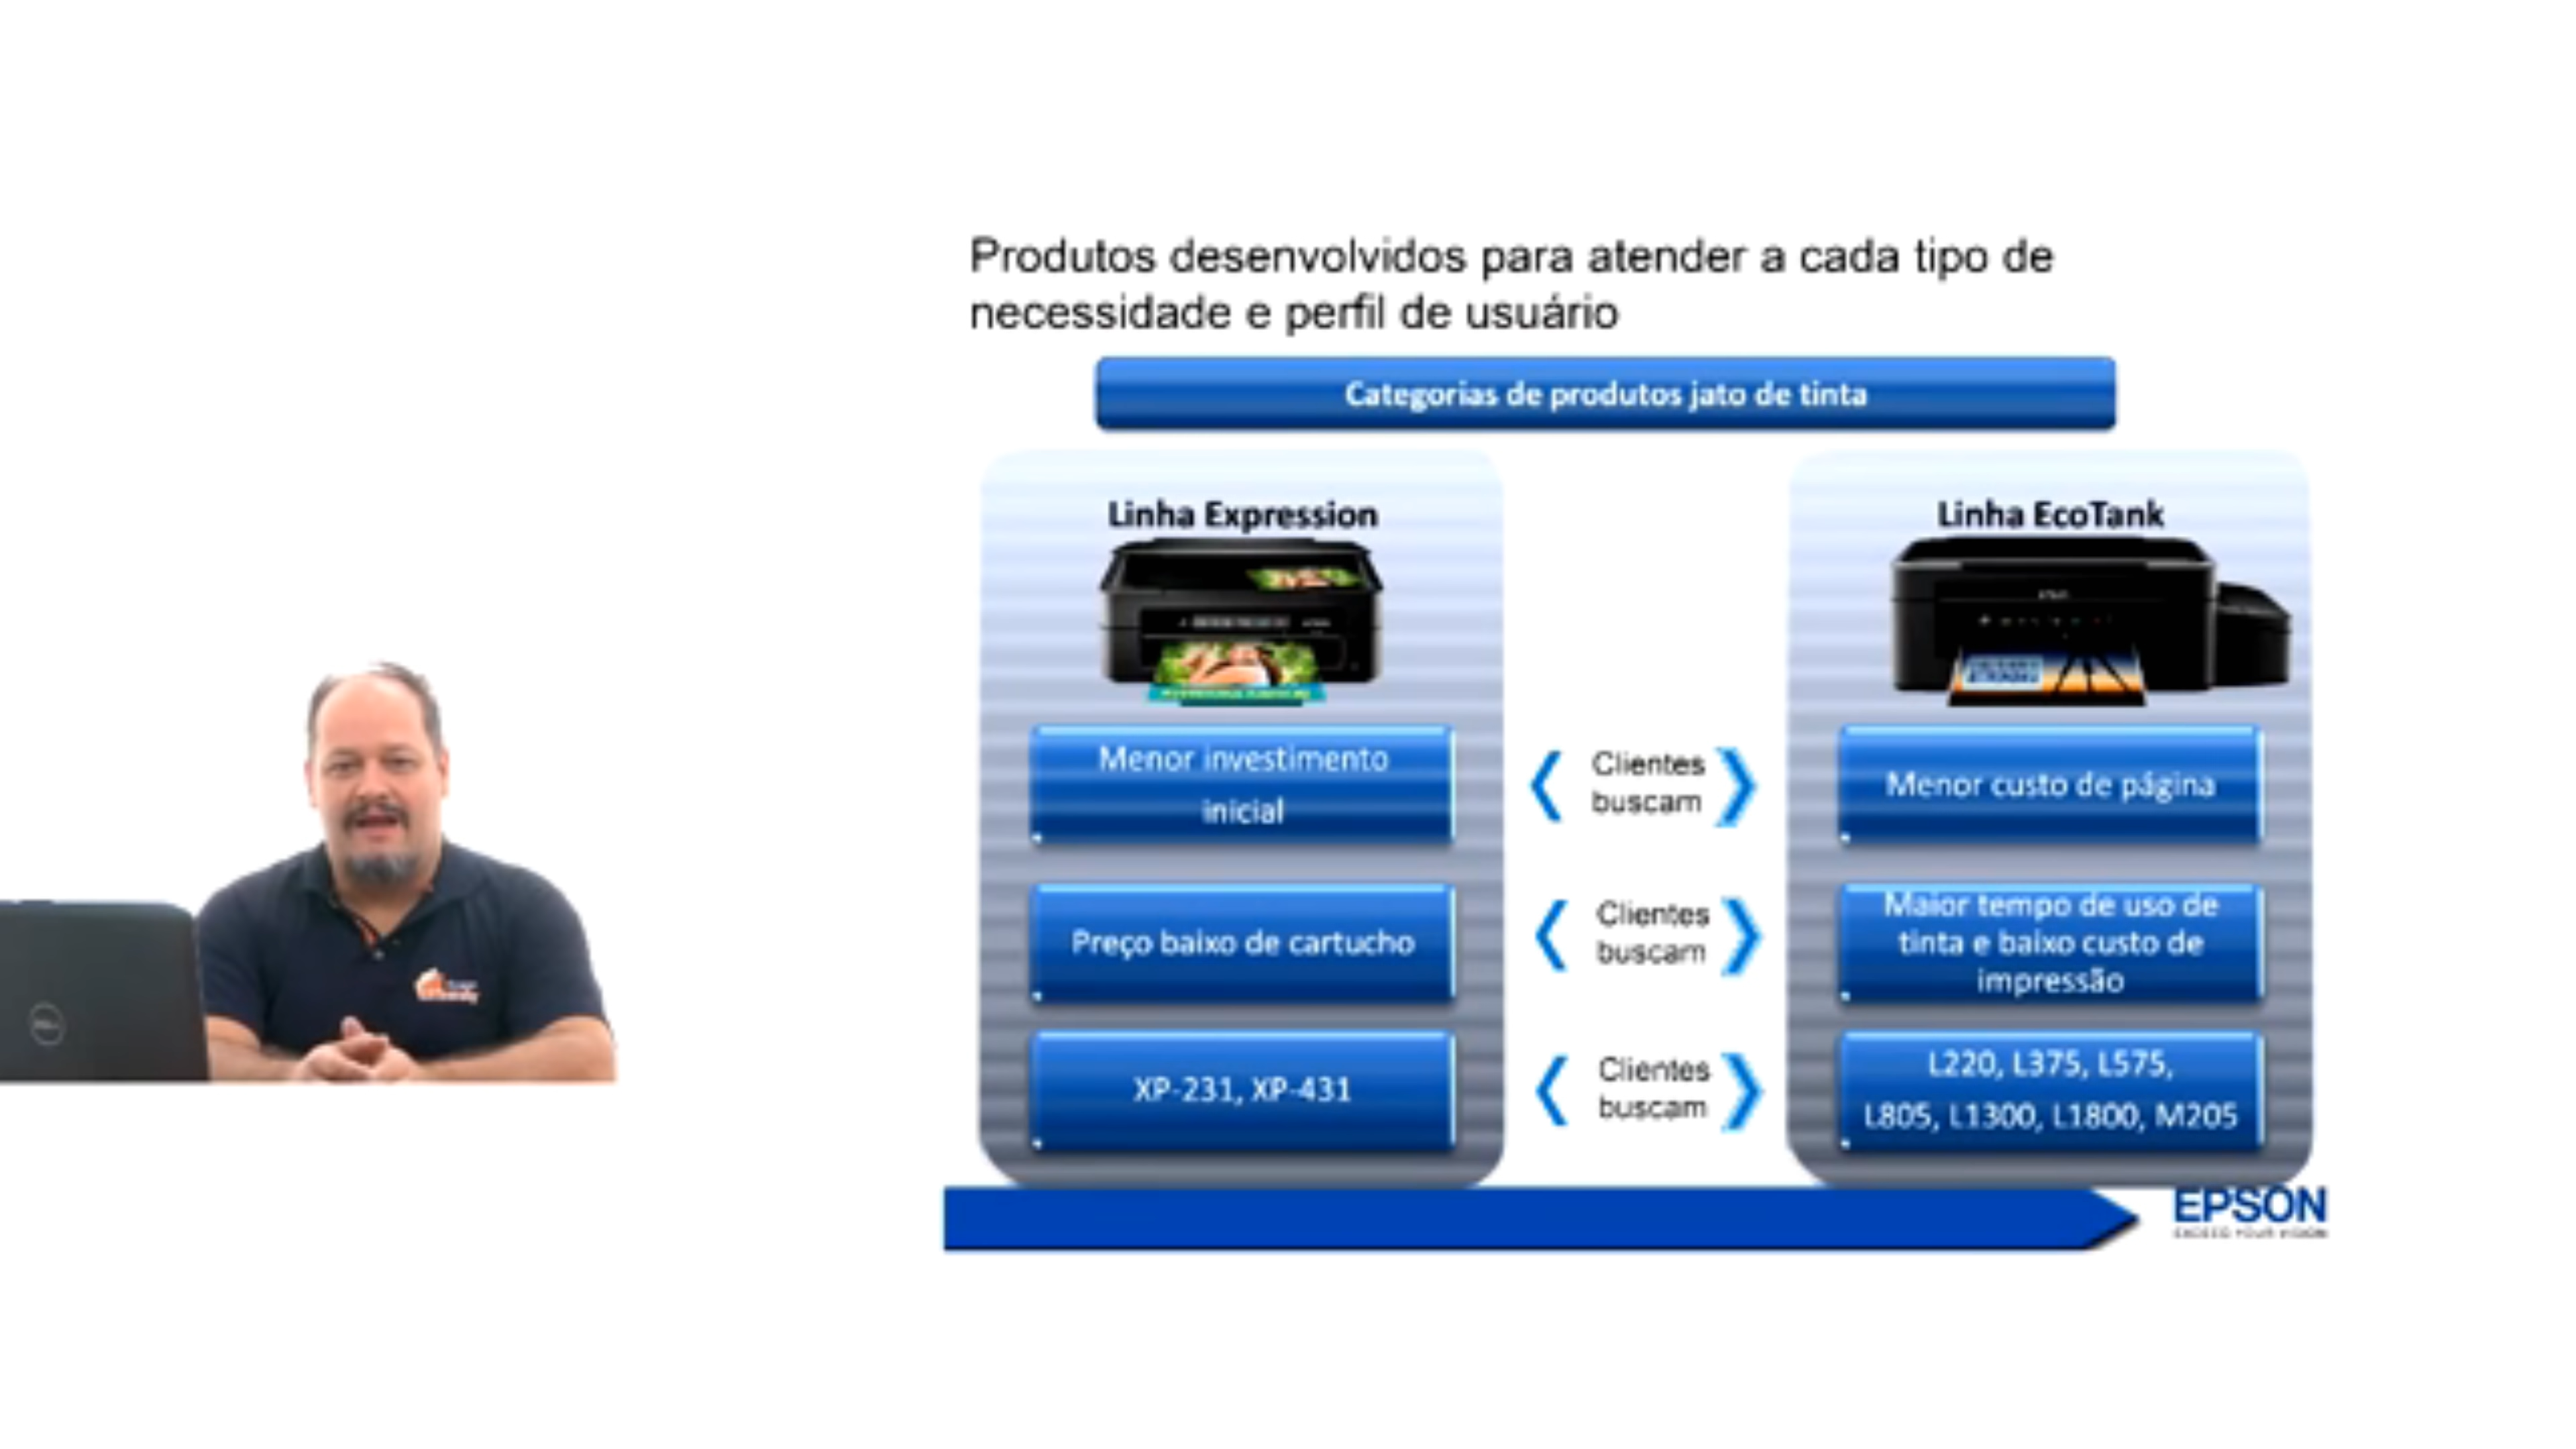 Produtos desenvolvidos para atender a cada tipo de
necessidade e perfil de usuário
Categorias de produtos jato de tinta
Linha Expression
Linha EcoTank
Menor investimento
inicial
Clientes
buscam
Menor custo de página
Preço baixo de cartucho
Clientes
buscam
Maior tempo de uso de
tinta e baixo custo de
impressão
XP-231, XP-431
Clientes
buscam
L220, L375, L575,
L805, L1300, L1800, M205
EPSON
EXCEED YOUR VISION